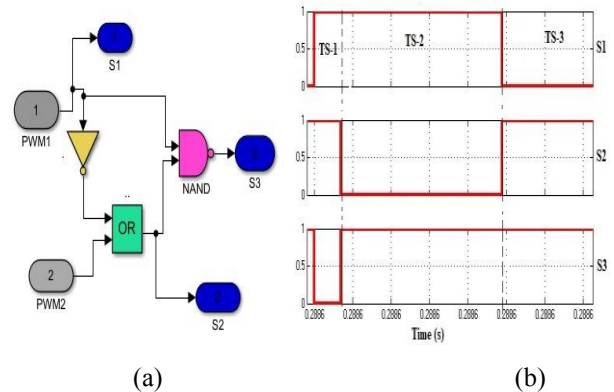 S1
1
PWM1
NAND
S3
..
OR
2
PWM2
S2
(a)
1
0.5
0
TS-1
TS-2
TS-3
S1
1
0.5
0
S2
1
0.5
0
S3
0.2886 0.2886 0.2886 0.2886 0.2886 0.2886 0.2886 0.2886
Time (s)
(b)